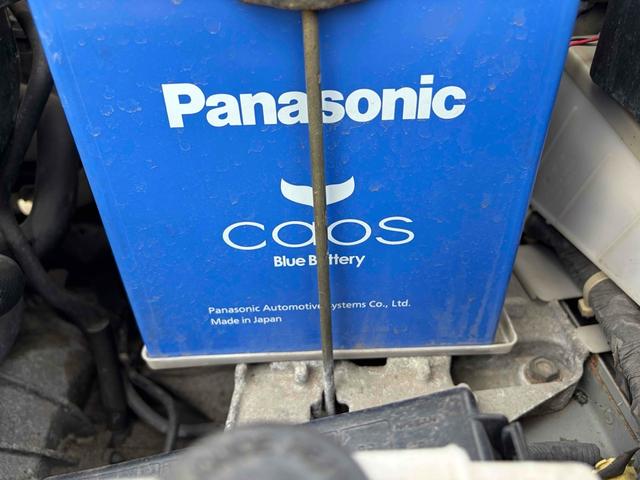 Panasonic
caos
Blue Battery
Panasonic Automotive Systems Co., Ltd.
Made in Japan